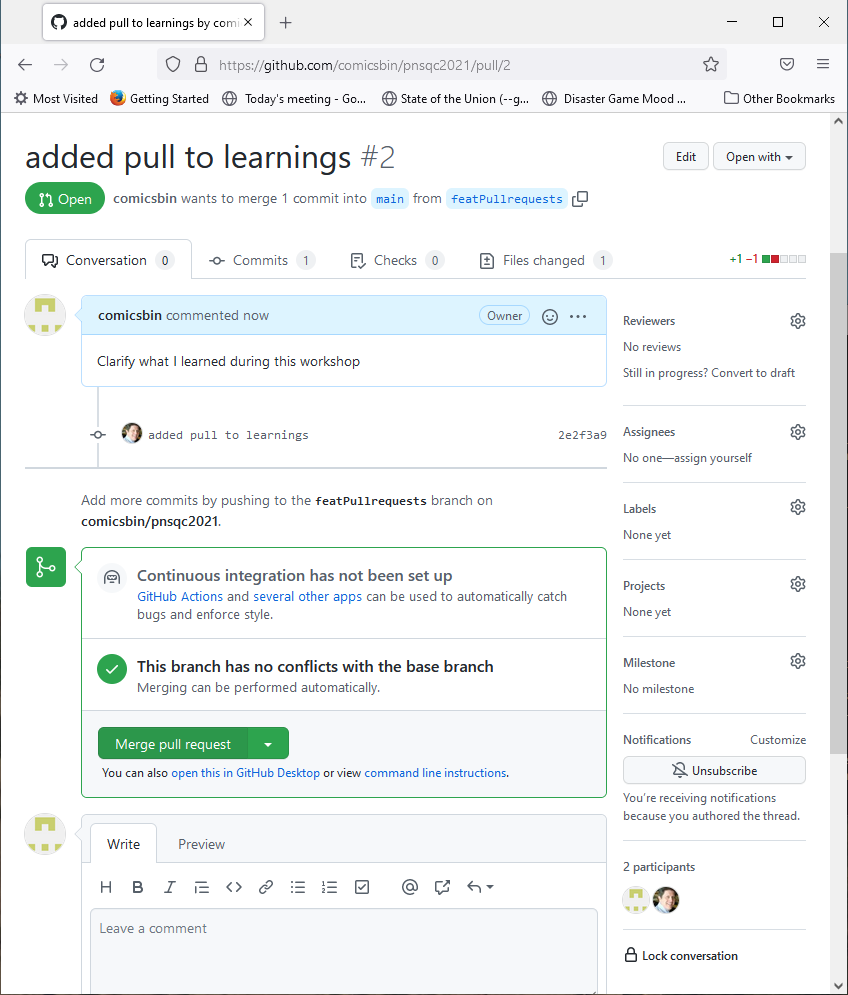 added pull to learnings by comi
https://github.com/comicsbin/pnsqc2021/pull/2
Most Visited Getting Started Today's meeting - Go... State of the Union (--g... Disaster Game Mood ... Other Bookmarks
added pull to learnings #2
Edit Open with
Open comicsbin wants to merge 1 commit into main from featPullrequests
Conversation 0 Commits 1 Checks 0 Files changed 1 +1 −1
comicsbin commented now Owner
Clarify what I learned during this workshop
added pull to learnings 2e2f3a9
Add more commits by pushing to the featPullrequests branch on
comicsbin/pnsqc2021.
Continuous integration has not been set up
GitHub Actions and several other apps can be used to automatically catch
bugs and enforce style.
This branch has no conflicts with the base branch
Merging can be performed automatically.
Merge pull request
You can also open this in GitHub Desktop or view command line instructions.
Write Preview
H B I
Leave a comment
Reviewers
No reviews
Still in progress? Convert to draft
Assignees
No one—assign yourself
Labels
None yet
Projects
None yet
Milestone
No milestone
Notifications Customize
Unsubscribe
You're receiving notifications
because you authored the thread.
2 participants
Lock conversation